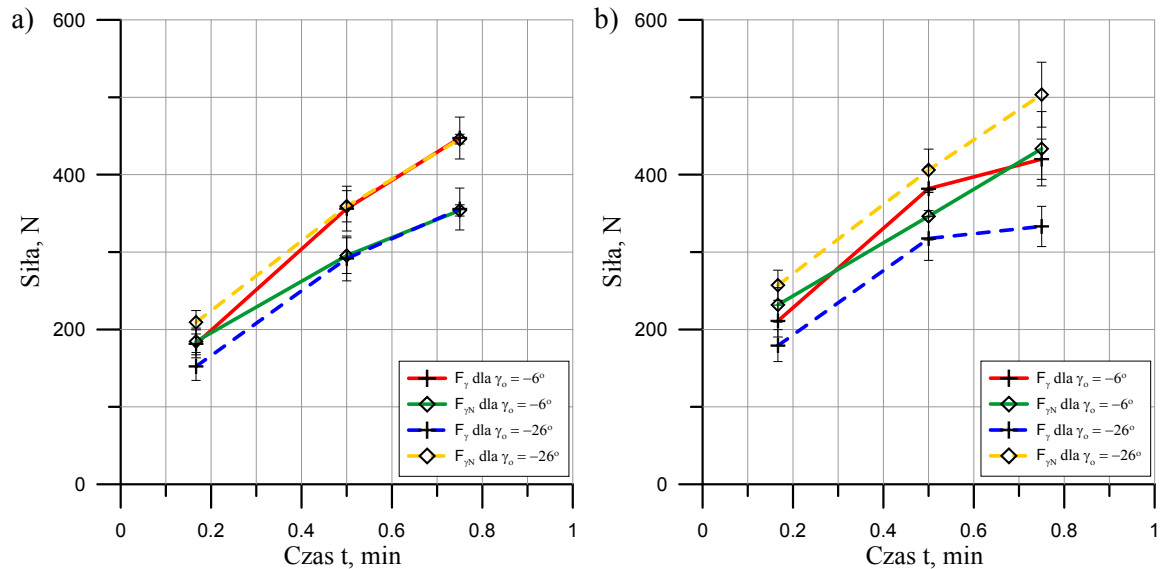 a)
600
400
200
0
Siła, N
F_γ dla γ_o = −6°
F_γN dla γ_o = −6°
F_γ dla γ_o = −26°
F_γN dla γ_o = −26°
0 0.2 0.4 0.6 0.8 1
Czas t, min
b)
600
400
200
0
Siła, N
F_γ dla γ_o = −6°
F_γN dla γ_o = −6°
F_γ dla γ_o = −26°
F_γN dla γ_o = −26°
0 0.2 0.4 0.6 0.8 1
Czas t, min